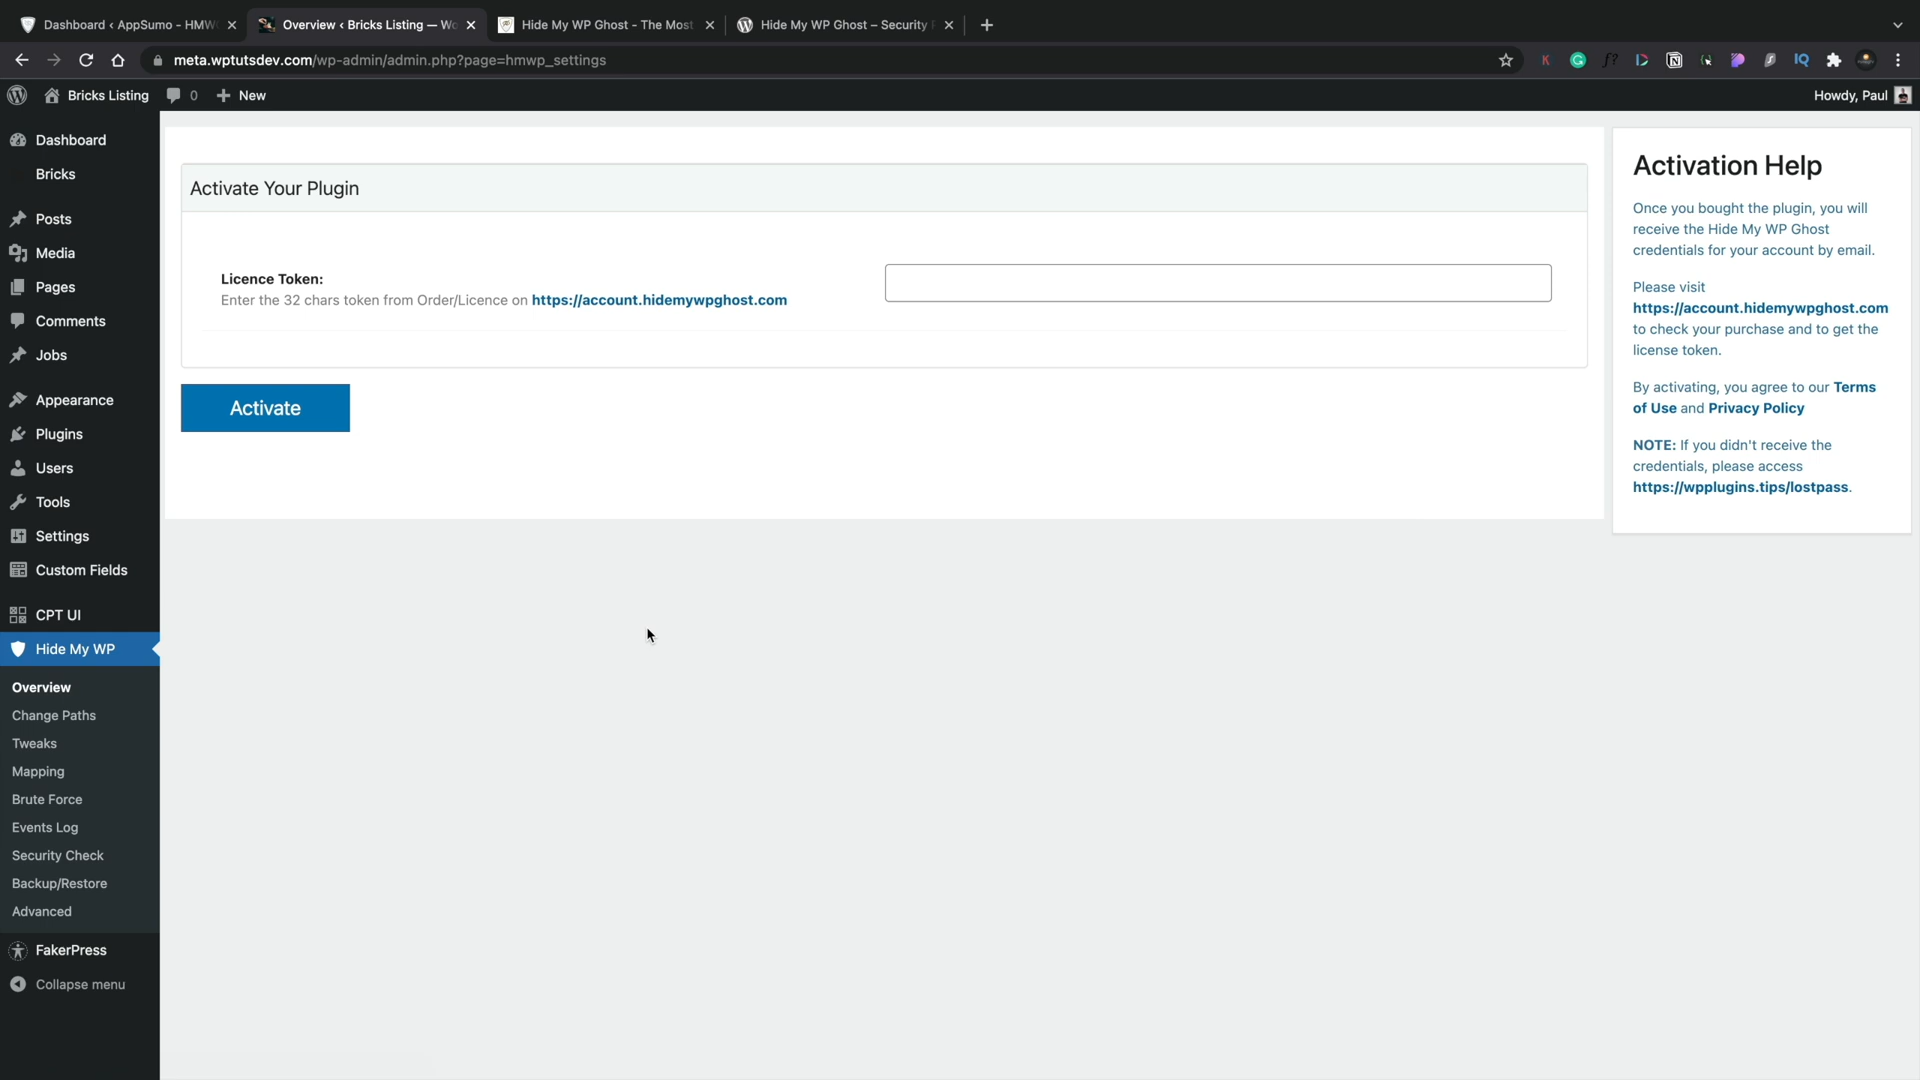 Dashboard < AppSumo - HMW
Overview < Bricks Listing — Wo
Hide My WP Ghost - The Most
Hide My WP Ghost – Security
meta.wptutsdev.com/wp-admin/admin.php?page=hmwp_settings
Bricks Listing
0
New
Howdy, Paul
Dashboard
Bricks
Posts
Media
Pages
Comments
Jobs
Appearance
Plugins
Users
Tools
Settings
Custom Fields
CPT UI
Hide My WP
Overview
Change Paths
Tweaks
Mapping
Brute Force
Events Log
Security Check
Backup/Restore
Advanced
FakerPress
Collapse menu
Activate Your Plugin
Licence Token:
Enter the 32 chars token from Order/Licence on https://account.hidemywpghost.com
Activate
Activation Help
Once you bought the plugin, you will
receive the Hide My WP Ghost
credentials for your account by email.
Please visit
https://account.hidemywpghost.com
to check your purchase and to get the
license token.
By activating, you agree to our Terms
of Use and Privacy Policy
NOTE: If you didn't receive the
credentials, please access
https://wpplugins.tips/lostpass.